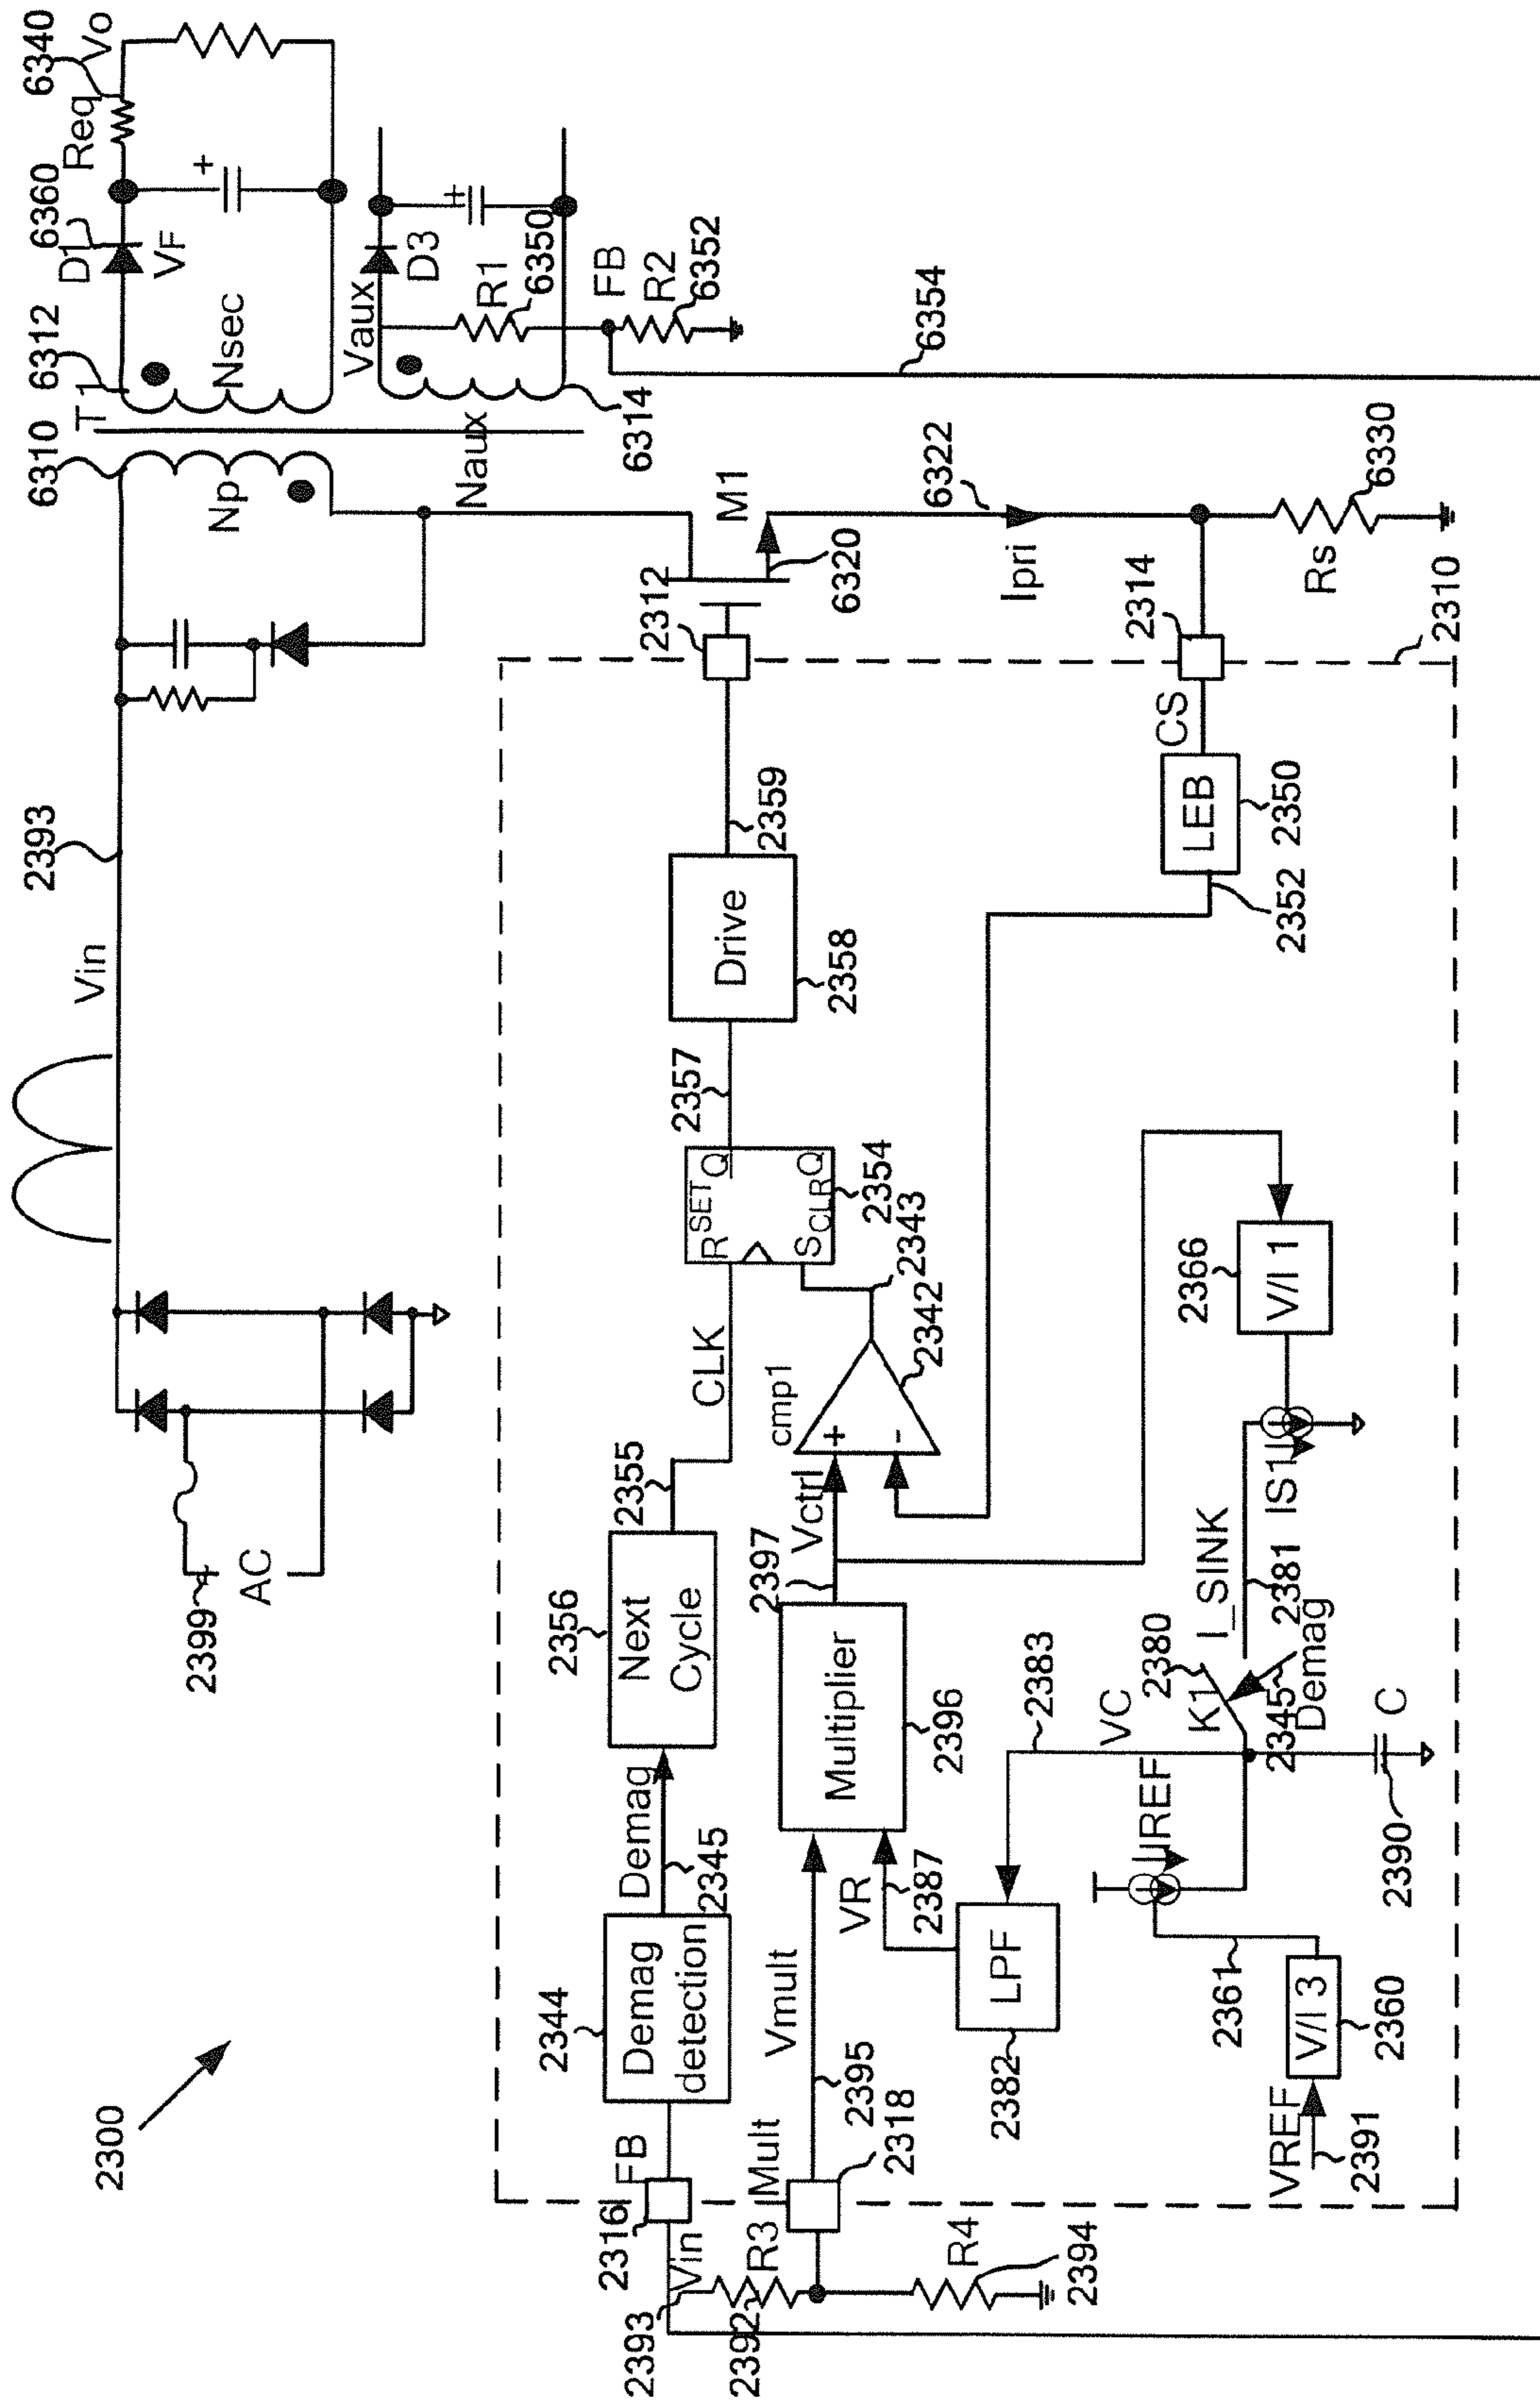 2300
2399
AC
Vin
2393
6310
T1
6312
Np
Nsec
D1
6360
VF
Req
6340
Vo
Naux
6314
Vaux
D3
R1
6350
FB
R2
6352
6354
M1
6320
6322
Ipri
Rs
6330
2310
2312
2314
CS
LEB
2350
2352
2316
FB
2344
Demag
detection
Demag
2345
2356
Next
Cycle
2355
CLK
R SET Q
S CLR Q
2354
2357
Drive
2358
2359
Vin
2393
R3
2392
R4
2394
Mult
2318
Vmult
2395
Multiplier
2396
2397
Vctrl
cmp1
+
-
2342
2343
VR
2387
LPF
2382
2383
VC
VREF
2391
V/I 3
2360
2361
IREF
2390
C
K1
2380
2345
Demag
I_SINK
2381
IS1
V/I 1
2366
+
+